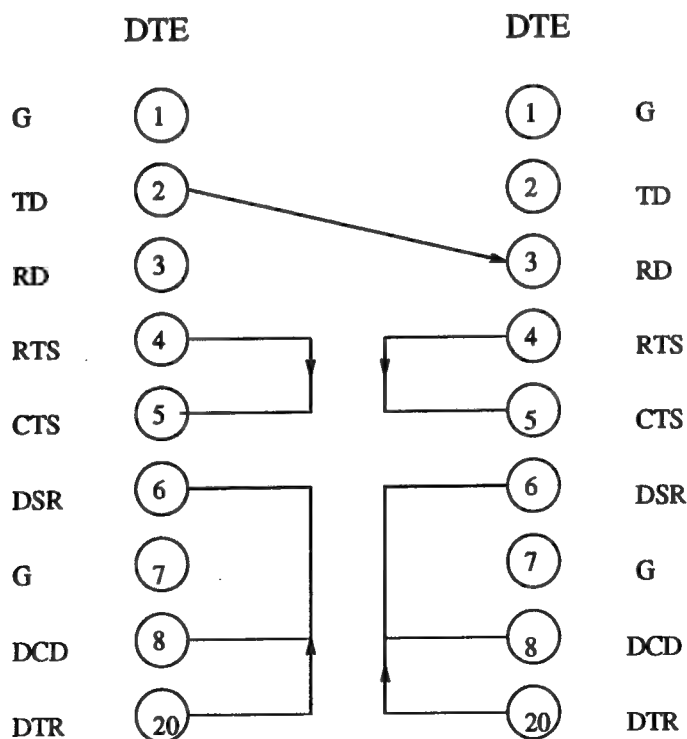 DTE DTE
G 1 1 G
TD 2 2 TD
RD 3 3 RD
RTS 4 4 RTS
CTS 5 5 CTS
DSR 6 6 DSR
G 7 7 G
DCD 8 8 DCD
DTR 20 20 DTR